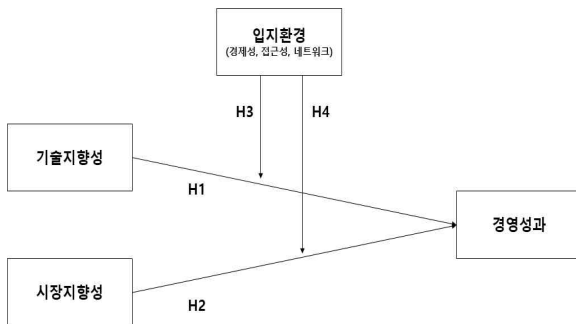 입지환경
(경제성, 접근성, 네트워크)
H3
H4
기술지향성
H1
경영성과
시장지향성
H2